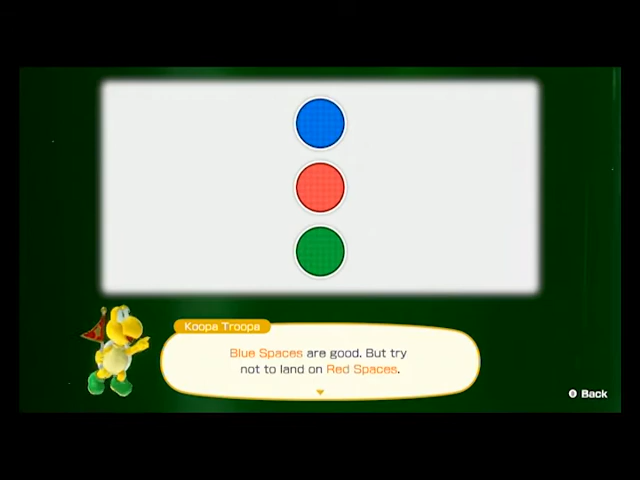 Koopa Troopa
Blue Spaces are good. But try
not to land on Red Spaces.
Back